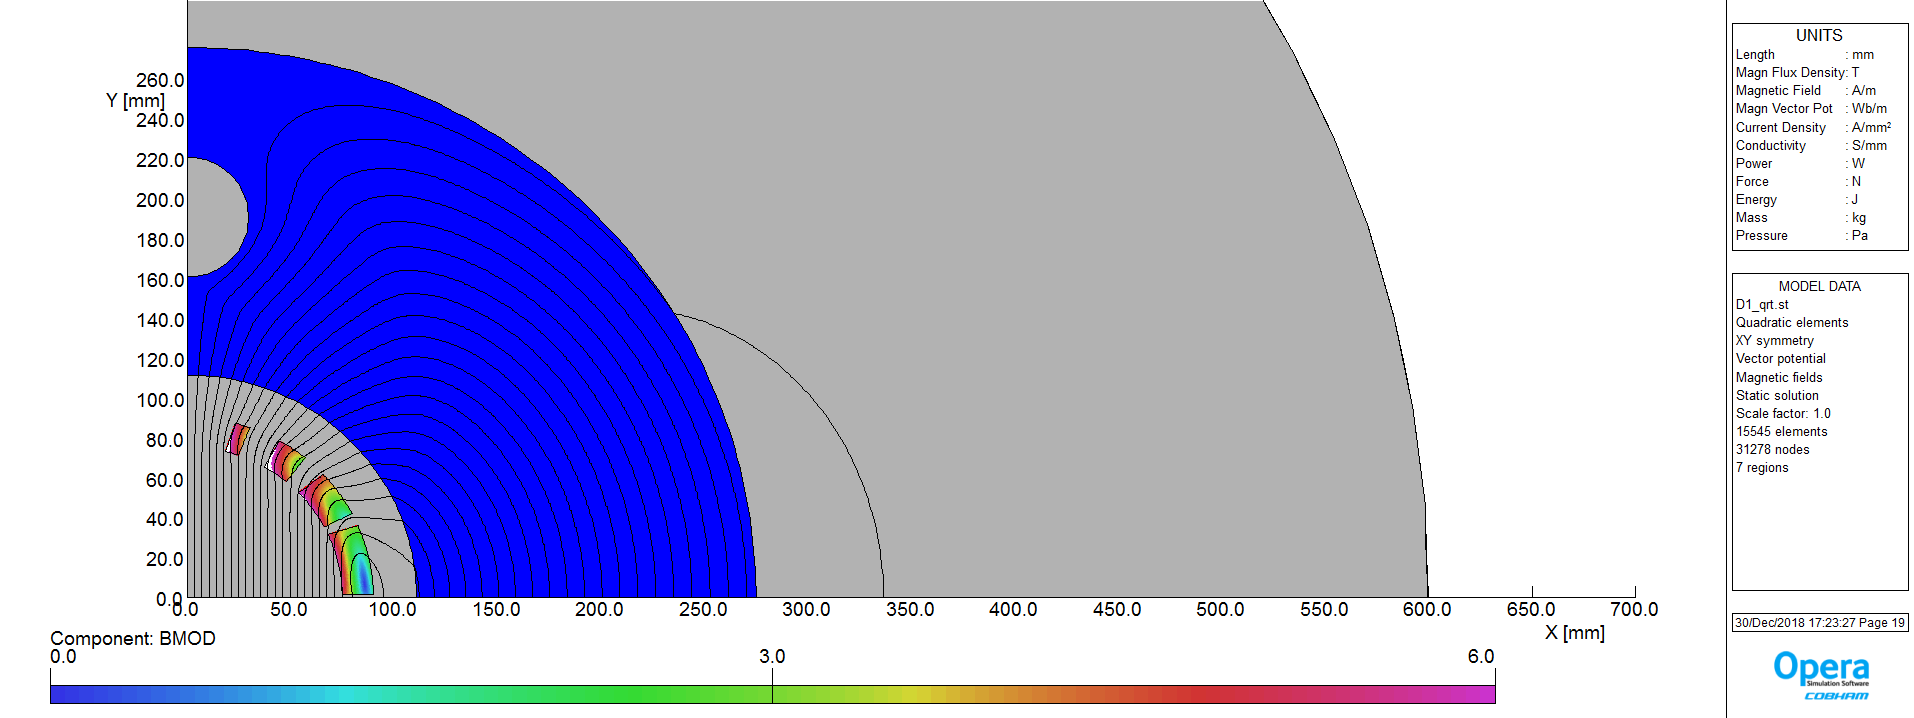 260.0
Y [mm]
240.0
220.0
200.0
180.0
160.0
140.0
120.0
100.0
80.0
60.0
40.0
20.0
0.0
0.0 50.0 100.0 150.0 200.0 250.0 300.0 350.0 400.0 450.0 500.0 550.0 600.0 650.0 700.0
X [mm]
Component: BMOD
0.0 3.0 6.0
UNITS
Length : mm
Magn Flux Density: T
Magnetic Field : A/m
Magn Vector Pot : Wb/m
Current Density : A/mm²
Conductivity : S/mm
Power : W
Force : N
Energy : J
Mass : kg
Pressure : Pa
MODEL DATA
D1_qrt.st
Quadratic elements
XY symmetry
Vector potential
Magnetic fields
Static solution
Scale factor: 1.0
15545 elements
31278 nodes
7 regions
30/Dec/2018 17:23:27 Page 19
Opera
Simulation Software
COBHAM